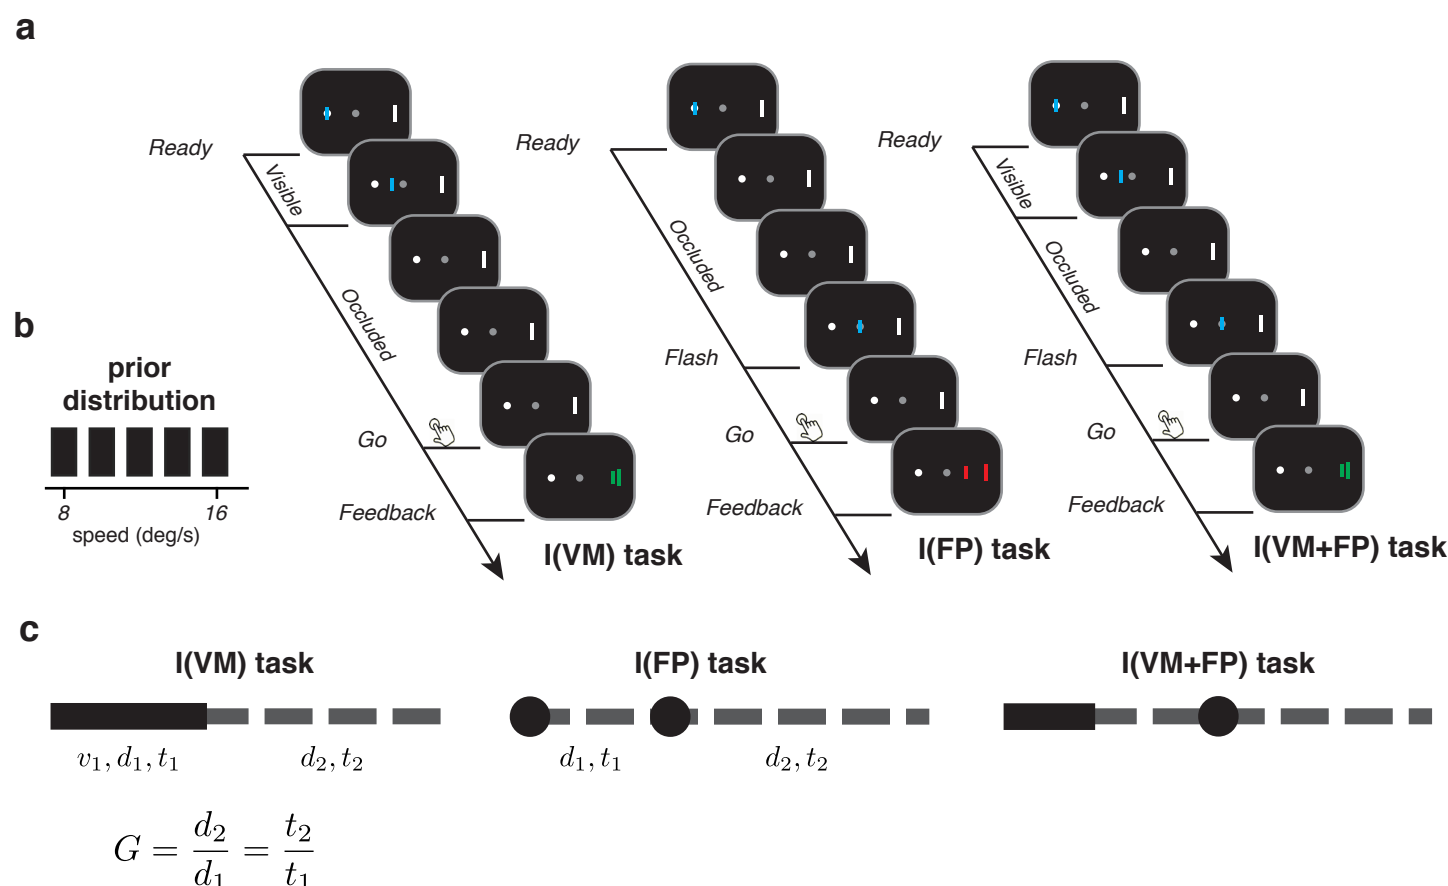 a
Ready
Visible
Occluded
Go
Feedback
I(VM) task
Ready
Occluded
Flash
Go
Feedback
I(FP) task
Ready
Visible
Occluded
Flash
Go
Feedback
I(VM+FP) task
b
prior
distribution
8 16
speed (deg/s)
c
I(VM) task
v₁, d₁, t₁ d₂, t₂
G = d₂/d₁ = t₂/t₁
I(FP) task
d₁, t₁ d₂, t₂
I(VM+FP) task